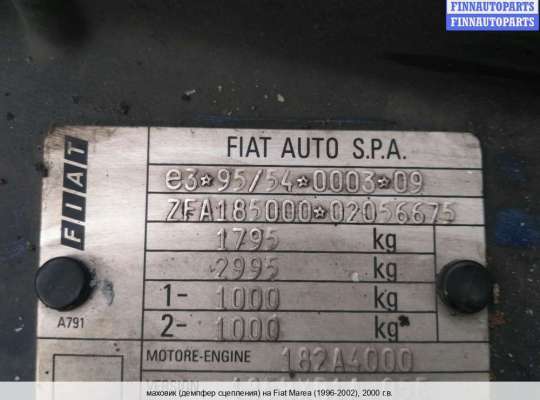 FINNAUTOPARTS
FINNAUTOPARTS
FIAT
FIAT AUTO S.P.A.
e3*95/54*0003*09
ZFA185000*02056675
1795 kg
2995 kg
1- 1000 kg
A791
2- 1000 kg*
MOTORE-ENGINE 182A4000
VERSION
маховик (демпфер сцепления) на Fiat Marea (1996-2002), 2000 г.в.